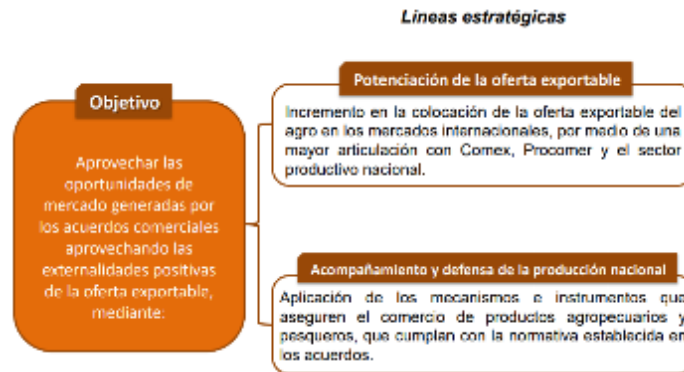 Líneas estratégicas
Objetivo
Aprovechar las
oportunidades de
mercado generadas por
los acuerdos comerciales
aprovechando las
externalidades positivas
de la oferta exportable,
mediante:
Potenciación de la oferta exportable
Incremento en la colocación de la oferta exportable del
agro en los mercados internacionales, por medio de una
mayor articulación con Comex, Procomer y el sector
productivo nacional.
Acompañamiento y defensa de la producción nacional
Aplicación de los mecanismos e instrumentos que
aseguren el comercio de productos agropecuarios y
pesqueros, que cumplan con la normativa establecida en
los acuerdos.